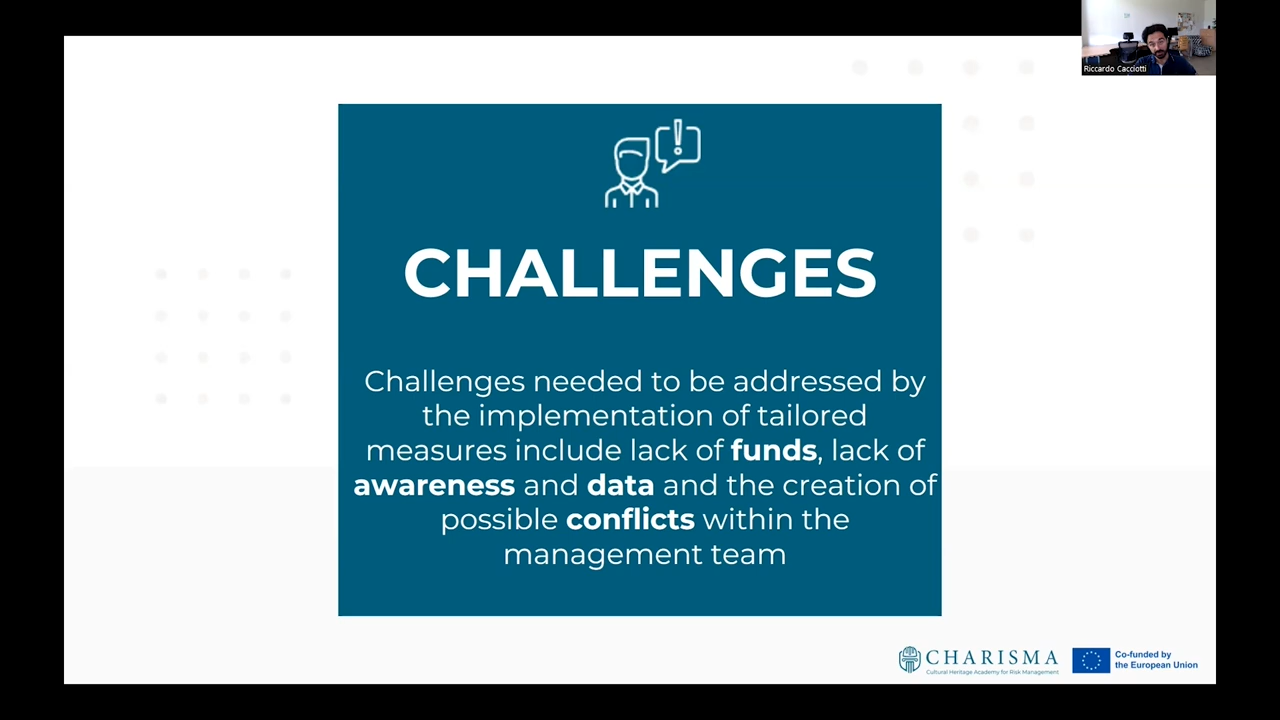 Riccardo Cacciotti
CHALLENGES
Challenges needed to be addressed by
the implementation of tailored
measures include lack of funds, lack of
awareness and data and the creation of
possible conflicts within the
management team
CHARISMA
Cultural Heritage Academy for Risk Management
Co-funded by
the European Union